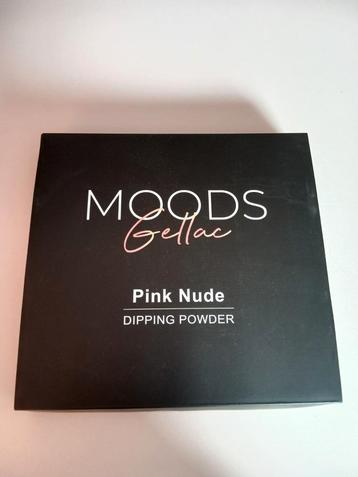 MOODS
Gellac
Pink Nude
DIPPING POWDER